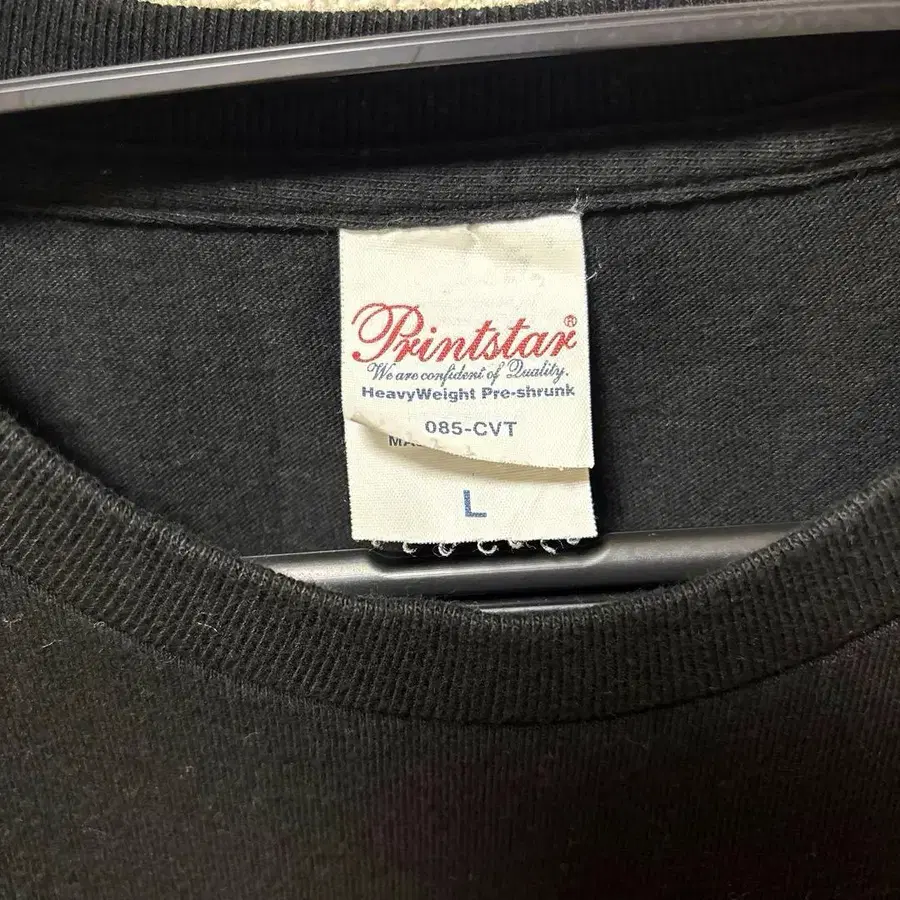 Printstar®
We are confident of Quality.
HeavyWeight Pre-shrunk
085-CVT
L